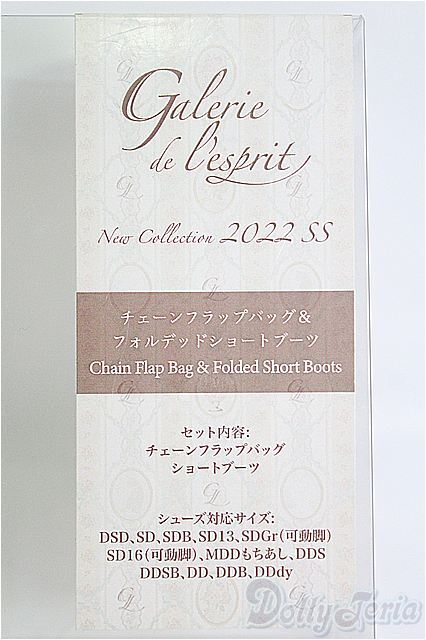 Galerie
de l'esprit
New Collection 2022 SS
チェーンフラップバッグ&
フォルデッドショートブーツ
Chain Flap Bag & Folded Short Boots
セット内容:
チェーンフラップバッグ
ショートブーツ
シューズ対応サイズ:
DSD、SD、SDB、SD13、SDGr(可動脚)
SD16(可動脚)、MDDもちあし、DDS
DDSB、DD、DDB、DDdy
DollyTeria